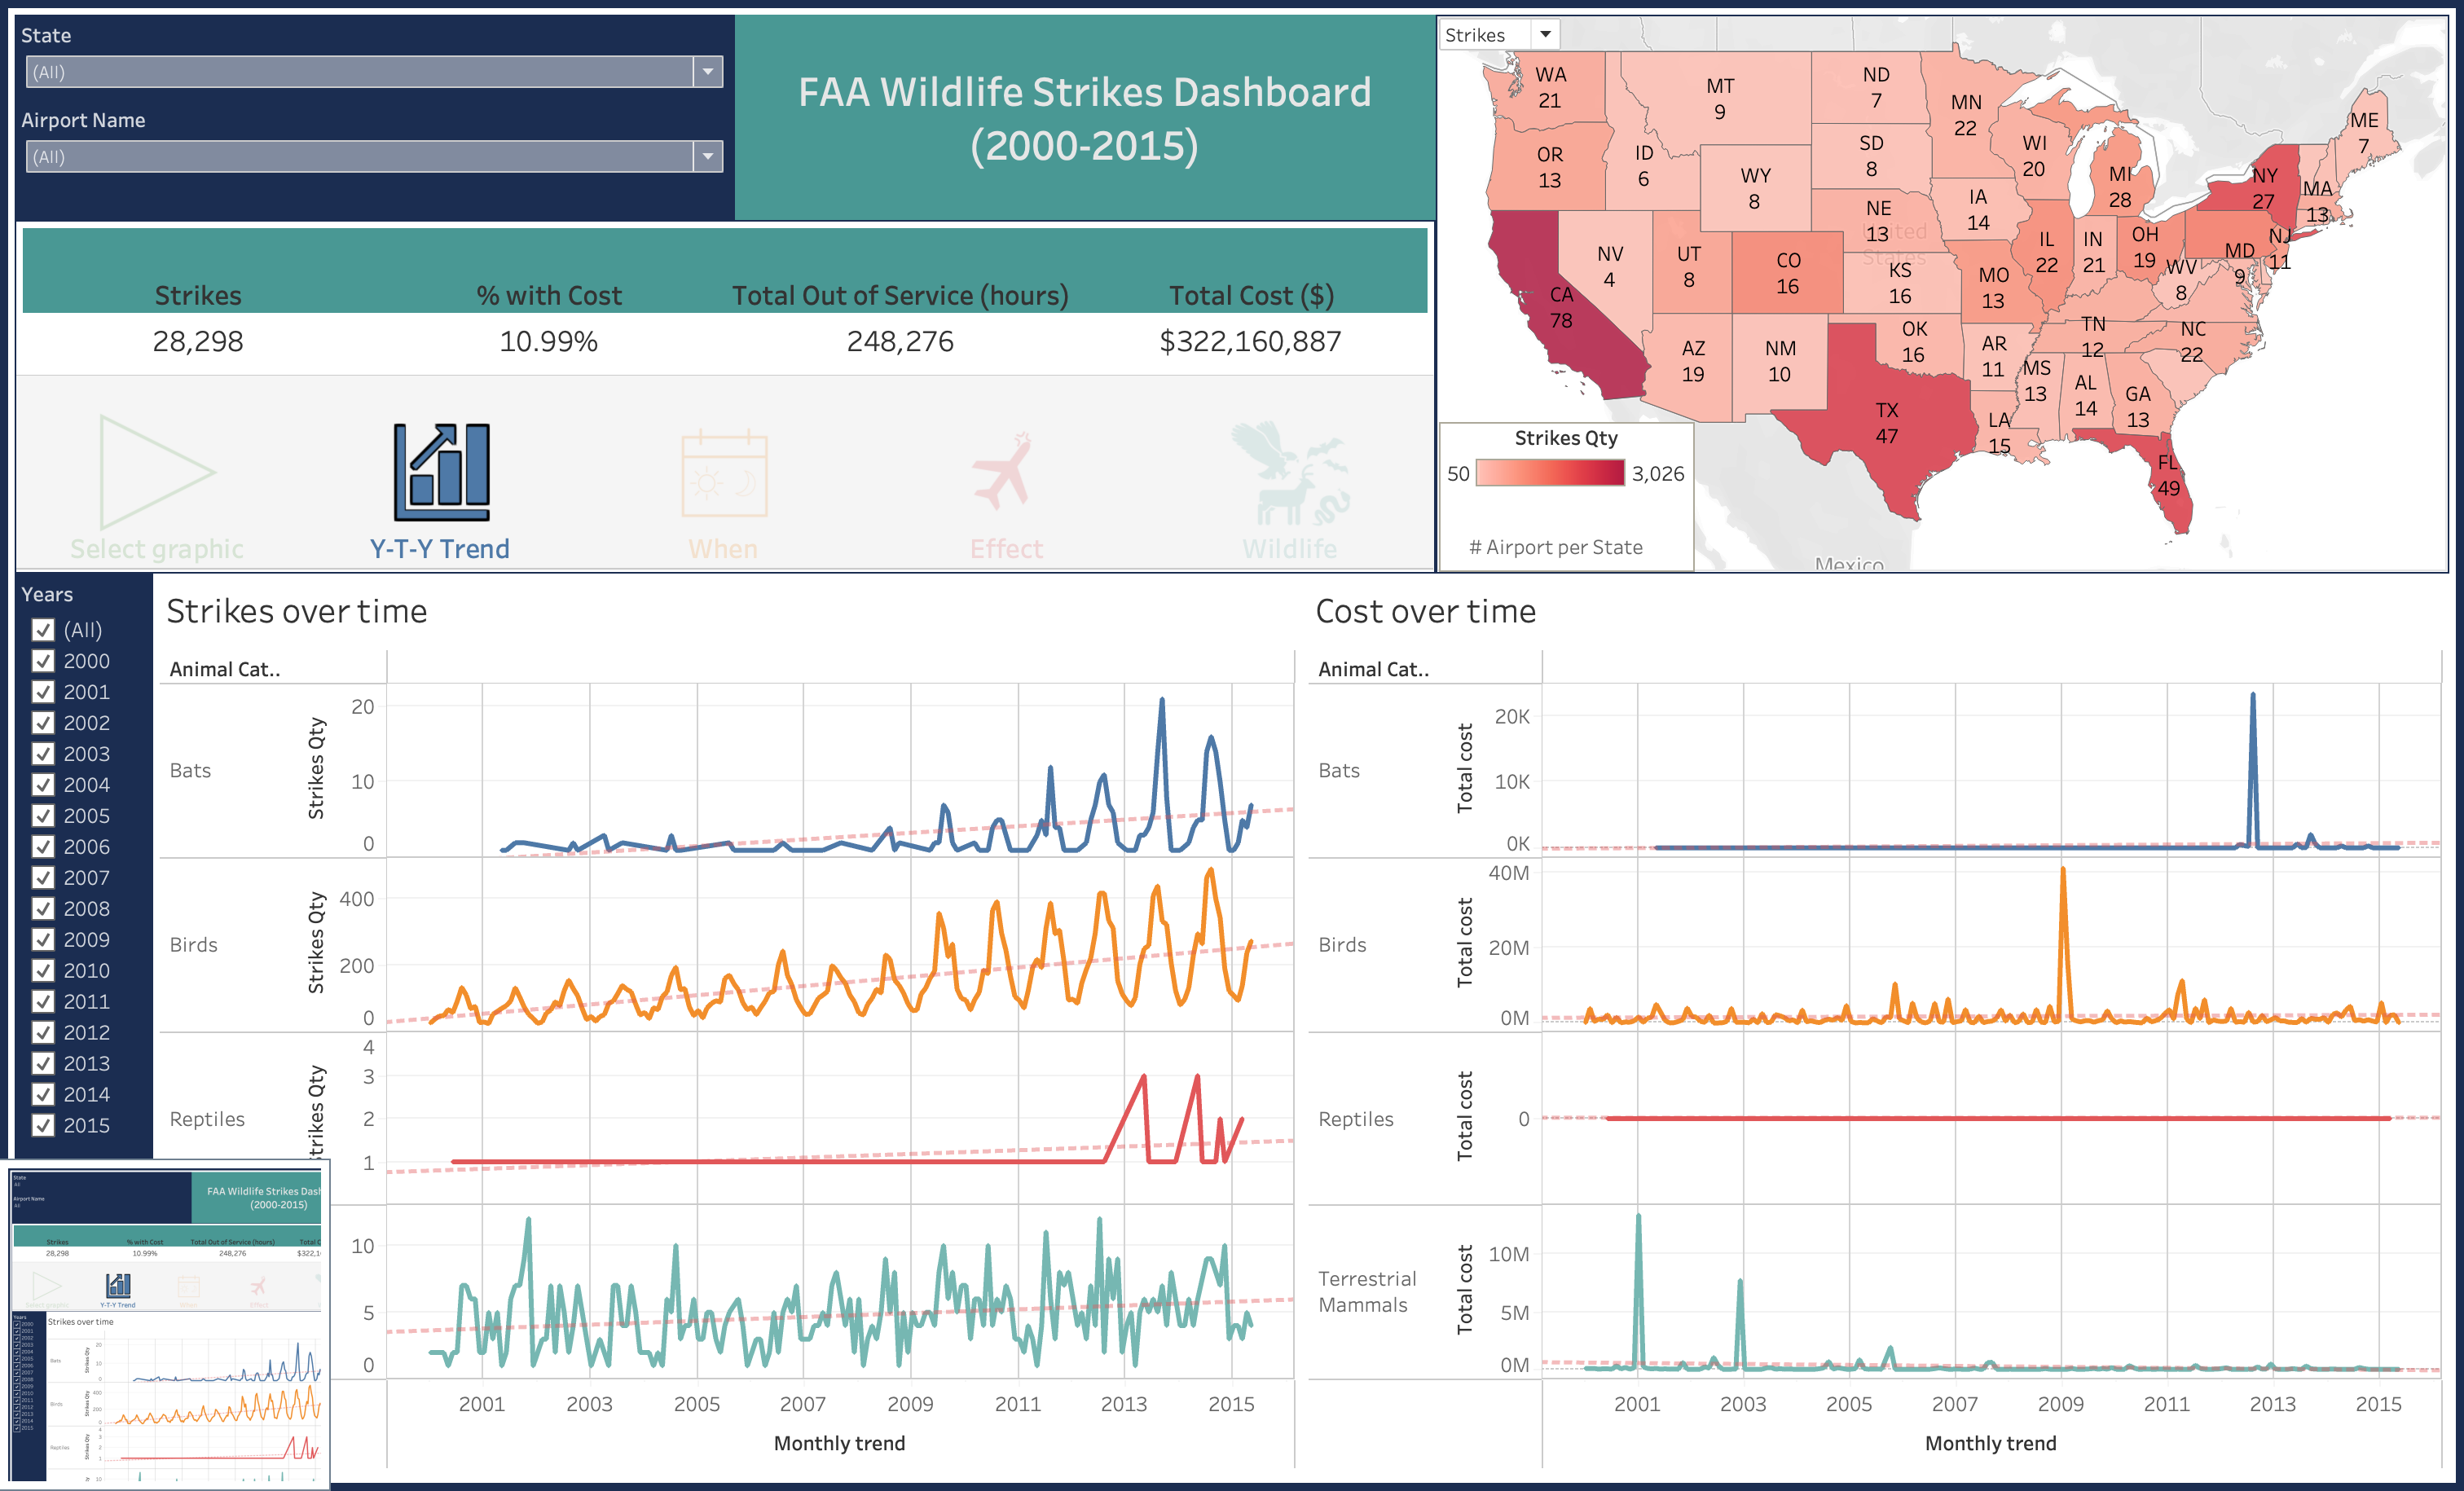 State
(All)
Airport Name
(All)
FAA Wildlife Strikes Dashboard
(2000-2015)
Strikes
% with Cost
Total Out of Service (hours)
Total Cost ($)
28,298
10.99%
248,276
$322,160,887
Select graphic
Y-T-Y Trend
When
Effect
Wildlife
Strikes
WA
21
MT
9
ND
7
MN
22
ME
7
OR
13
ID
6
SD
8
WI
20
WY
8
MI
28
NY
27
MA
13
NE
13
IA
14
United
States
NV
4
UT
8
CO
16
KS
16
IL
22
IN
21
OH
19
MD
9
NJ
11
WV
8
MO
13
CA
78
AZ
19
NM
10
OK
16
AR
11
TN
12
NC
22
MS
13
AL
14
GA
13
TX
47
LA
15
FL
49
Mexico
Strikes Qty
50
3,026
# Airport per State
Years
(All)
2000
2001
2002
2003
2004
2005
2006
2007
2008
2009
2010
2011
2012
2013
2014
2015
Strikes over time
Animal Cat..
Bats
Strikes Qty
20
10
0
Birds
Strikes Qty
400
200
0
Reptiles
Strikes Qty
4
3
2
1
10
5
0
2001
2003
2005
2007
2009
2011
2013
2015
Monthly trend
Cost over time
Animal Cat..
Bats
Total cost
20K
10K
0K
Birds
Total cost
40M
20M
0M
Reptiles
Total cost
0
Terrestrial
Mammals
Total cost
10M
5M
0M
2001
2003
2005
2007
2009
2011
2013
2015
Monthly trend
State
All
Airport Name
All
FAA Wildlife Strikes Dash
(2000-2015)
Strikes
% with Cost
Total Out of Service (hours)
Total C
28,298
10.99%
248,276
$322,1
Y-T-Y Trend
Years
Strikes over time
Bats
Birds
Reptiles